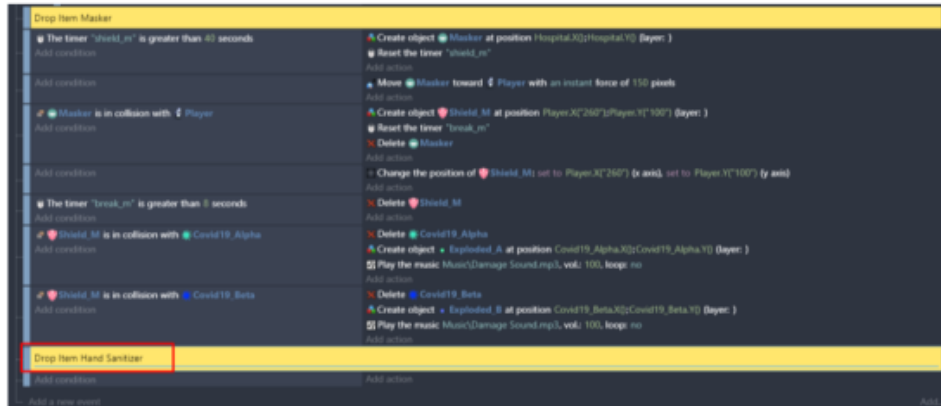 Drop Item Masker
The timer "shield_m" is greater than 40 seconds
Add condition
Create object Masker at position Hospital.X();Hospital.Y() (layer: )
Reset the timer "shield_m"
Add action
Add condition
Move Masker toward Player with an instant force of 150 pixels
Add action
Masker is in collision with Player
Add condition
Create object Shield_M at position Player.X("260");Player.Y("100") (layer: )
Reset the timer "break_m"
Delete Masker
Add action
Add condition
Change the position of Shield_M: set to Player.X("260") (x axis), set to Player.Y("100") (y axis)
Add action
The timer "break_m" is greater than 8 seconds
Add condition
Delete Shield_M
Add action
Shield_M is in collision with Covid19_Alpha
Add condition
Delete Covid19_Alpha
Create object Exploded_A at position Covid19_Alpha.X();Covid19_Alpha.Y() (layer: )
Play the music Music\Damage Sound.mp3, vol.: 100, loop: no
Add action
Shield_M is in collision with Covid19_Beta
Add condition
Delete Covid19_Beta
Create object Exploded_B at position Covid19_Beta.X();Covid19_Beta.Y() (layer: )
Play the music Music\Damage Sound.mp3, vol.: 100, loop: no
Add action
Drop Item Hand Sanitizer
Add condition
Add action
Add a new event
Add